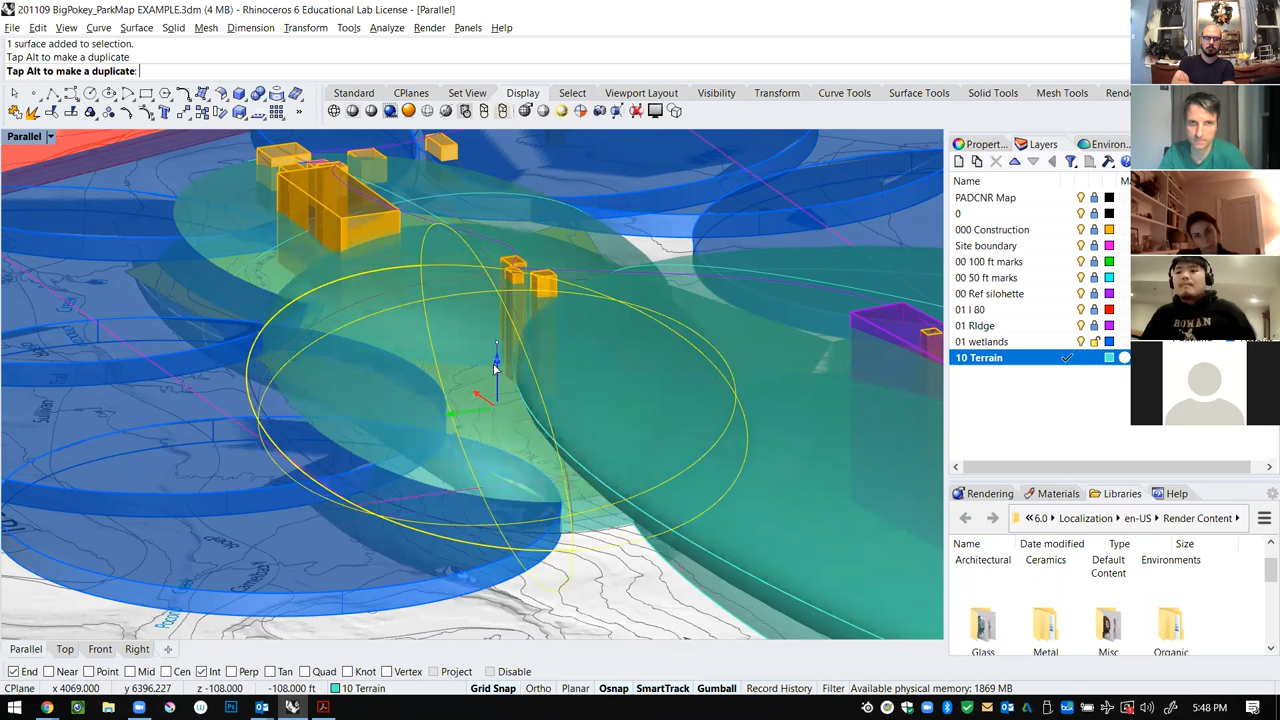 201109 BigPokey_ParkMap EXAMPLE.3dm (4 MB) - Rhinoceros 6 Educational Lab License - [Parallel]
File Edit View Curve Surface Solid Mesh Dimension Transform Tools Analyze Render Panels Help
1 surface added to selection.
Tap Alt to make a duplicate
Tap Alt to make a duplicate:
Standard CPlanes Set View Display Select Viewport Layout Visibility Transform Curve Tools Surface Tools Solid Tools Mesh Tools Rende
Parallel
Propert... Layers Environ...
Name Ma
PADCNR Map
0
000 Construction
Site boundary
00 100 ft marks
00 50 ft marks
00 Ref silohette
01 I 80
01 RIdge
01 wetlands
10 Terrain
ROWAN
Sullivan
Rendering Materials Libraries Help
6.0 Localization en-US Render Content
Name Date modified Type Size
Architectural Ceramics Default Content Environments
Glass Metal Misc Organic
Parallel Top Front Right
End Near Point Mid Cen Int Perp Tan Quad Knot Vertex Project Disable
CPlane x 4069.000 y 6396.227 z -108.000 -108.000 ft 10 Terrain Grid Snap Ortho Planar Osnap SmartTrack Gumball Record History Filter Available physical memory: 1869 MB
5:48 PM